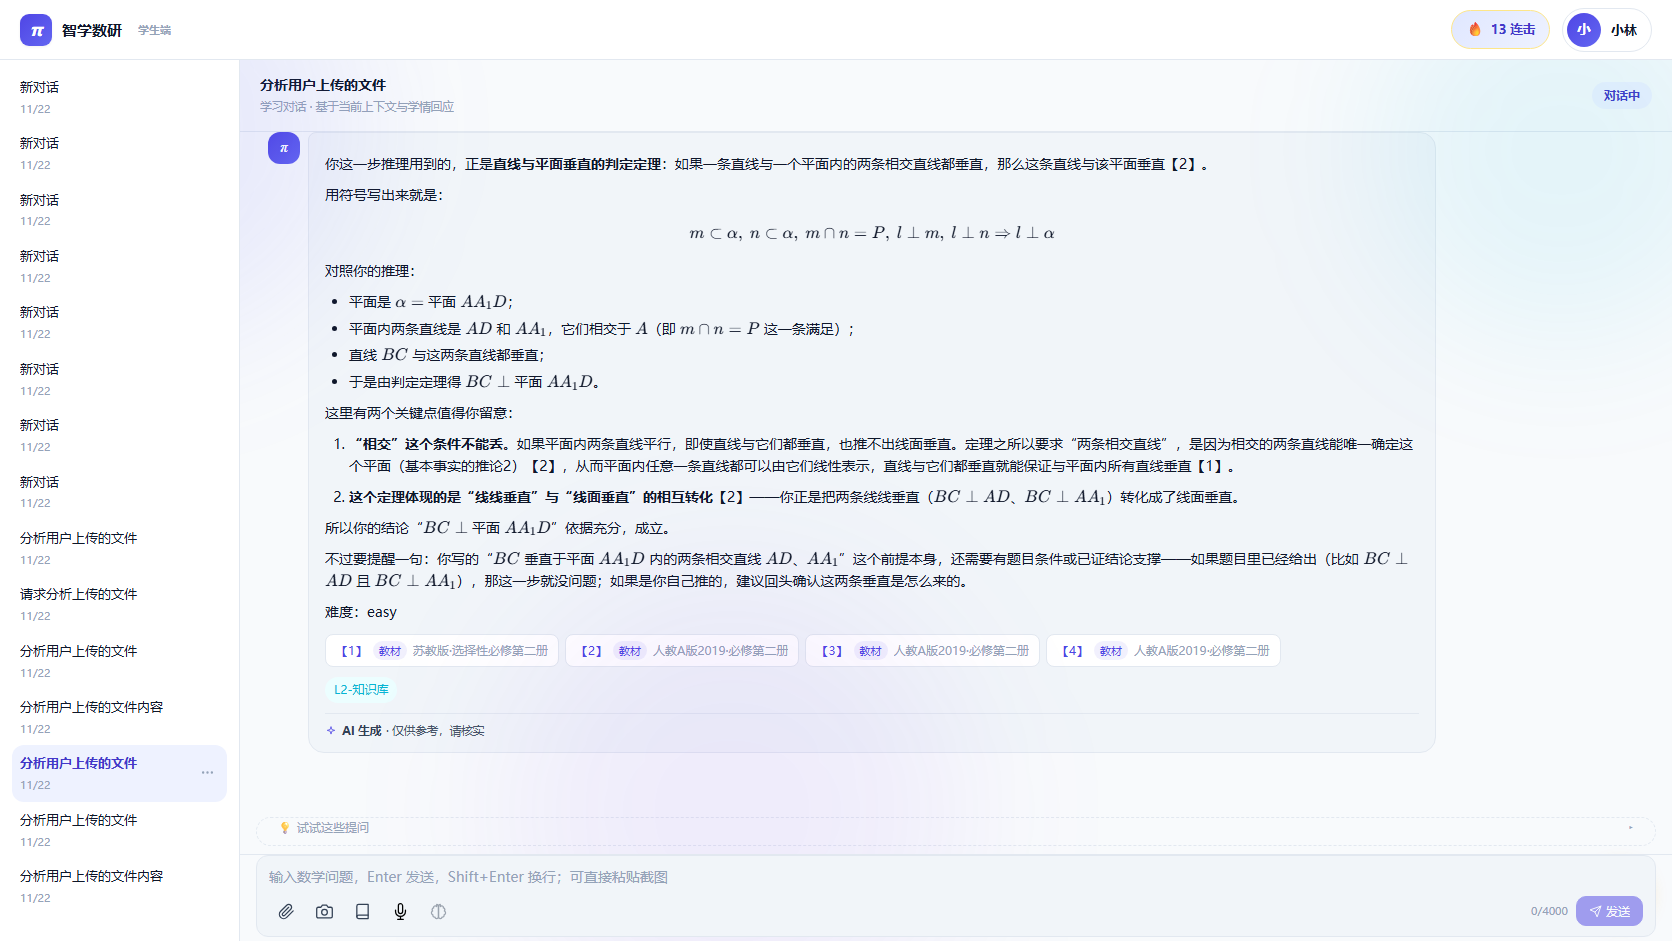 π 智学数研 学生端
13 连击
小 小林
新对话
11/22
新对话
11/22
新对话
11/22
新对话
11/22
新对话
11/22
新对话
11/22
新对话
11/22
新对话
11/22
分析用户上传的文件
11/22
请求分析上传的文件
11/22
分析用户上传的文件
11/22
分析用户上传的文件内容
11/22
分析用户上传的文件
11/22
分析用户上传的文件
11/22
分析用户上传的文件内容
11/22
分析用户上传的文件
学习对话 · 基于当前上下文与学情回应
对话中
π
你这一步推理用到的，正是直线与平面垂直的判定定理：如果一条直线与一个平面内的两条相交直线都垂直，那么这条直线与该平面垂直【2】。
用符号写出来就是：
m ⊂ α, n ⊂ α, m ∩ n = P, l ⊥ m, l ⊥ n ⇒ l ⊥ α
对照你的推理：
• 平面是 α = 平面 AA₁D；
• 平面内两条直线是 AD 和 AA₁，它们相交于 A（即 m ∩ n = P 这一条满足）；
• 直线 BC 与这两条直线都垂直；
• 于是由判定定理得 BC ⊥ 平面 AA₁D。
这里有两个关键点值得你留意：
1. “相交”这个条件不能丢。如果平面内两条直线平行，即使直线与它们都垂直，也推不出线面垂直。定理之所以要求“两条相交直线”，是因为相交的两条直线能唯一确定这
个平面（基本事实的推论2）【2】，从而平面内任意一条直线都可以由它们线性表示，直线与它们都垂直就能保证与平面内所有直线垂直【1】。
2. 这个定理体现的是“线线垂直”与“线面垂直”的相互转化【2】——你正是把两条线线垂直（BC ⊥ AD、BC ⊥ AA₁）转化成了线面垂直。
所以你的结论“BC ⊥ 平面 AA₁D”依据充分，成立。
不过要提醒一句：你写的“BC 垂直于平面 AA₁D 内的两条相交直线 AD、AA₁”这个前提本身，还需要有题目条件或已证结论支撑——如果题目里已经给出（比如 BC ⊥
AD 且 BC ⊥ AA₁），那这一步就没问题；如果是你自己推的，建议回头确认这两条垂直是怎么来的。
难度：easy
【1】 教材 苏教版·选择性必修第二册
【2】 教材 人教A版2019·必修第二册
【3】 教材 人教A版2019·必修第二册
【4】 教材 人教A版2019·必修第二册
L2-知识库
AI 生成 · 仅供参考，请核实
试试这些提问
输入数学问题，Enter 发送，Shift+Enter 换行；可直接粘贴截图
0/4000
发送